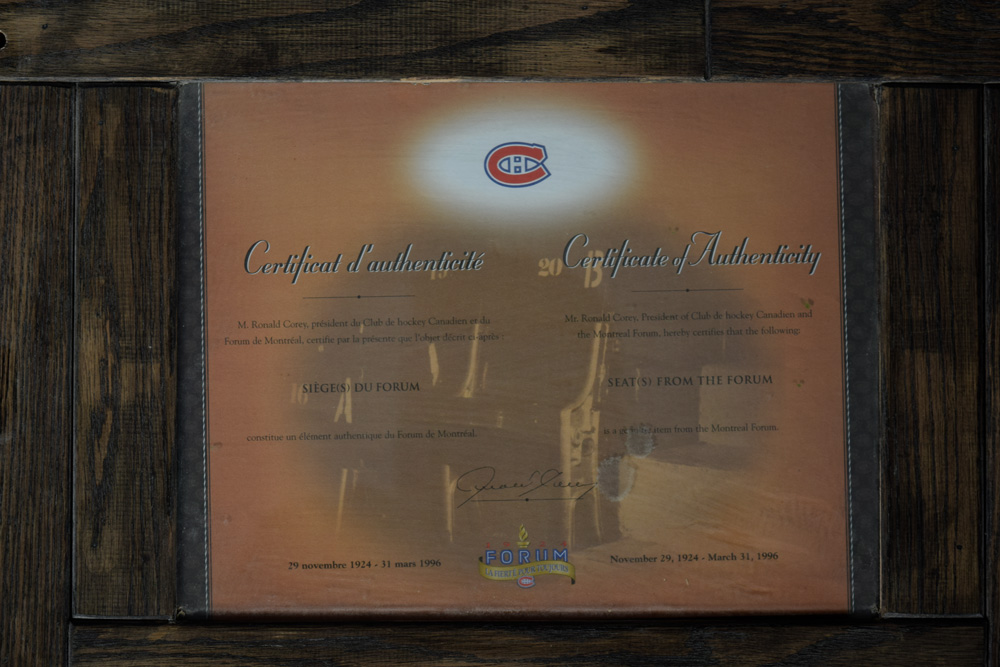 Certificat d'authenticité
M. Ronald Corey, président du Club de hockey Canadien et du
Forum de Montréal, certifie par la présente que l'objet décrit ci-après :
SIÈGE(S) DU FORUM
constitue un élément authentique du Forum de Montréal.
29 novembre 1924 - 31 mars 1996
20
Certificate of Authenticity
Mr. Ronald Corey, President of Club de hockey Canadien and
the Montreal Forum, hereby certifies that the following:
SEAT(S) FROM THE FORUM
is a genuine item from the Montreal Forum.
November 29, 1924 - March 31, 1996
FORUM